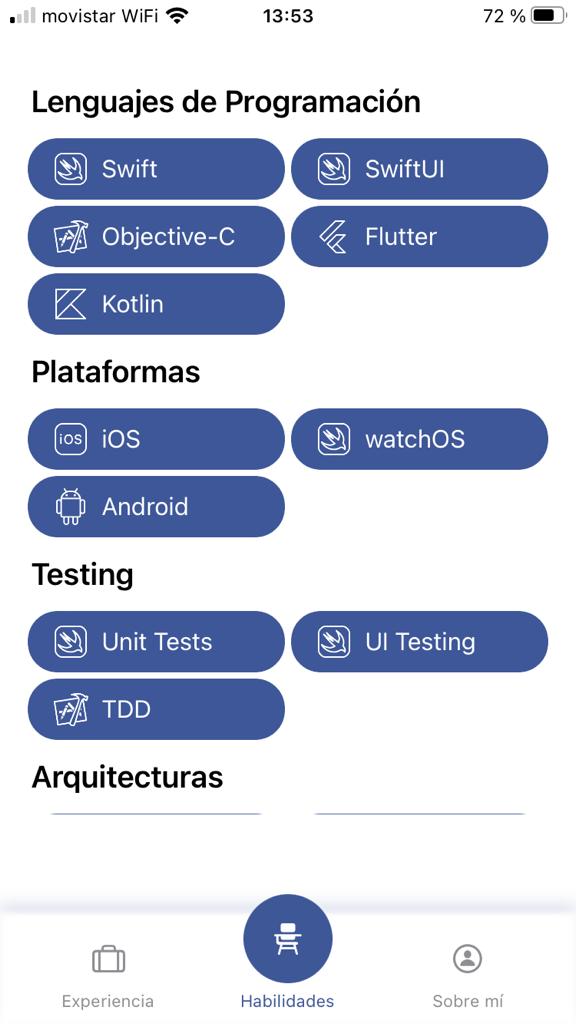 movistar WiFi 13:53 72 %
Lenguajes de Programación
Swift SwiftUI
Objective-C Flutter
Kotlin
Plataformas
iOS iOS watchOS
Android
Testing
Unit Tests UI Testing
TDD
Arquitecturas
Experiencia Habilidades Sobre mí